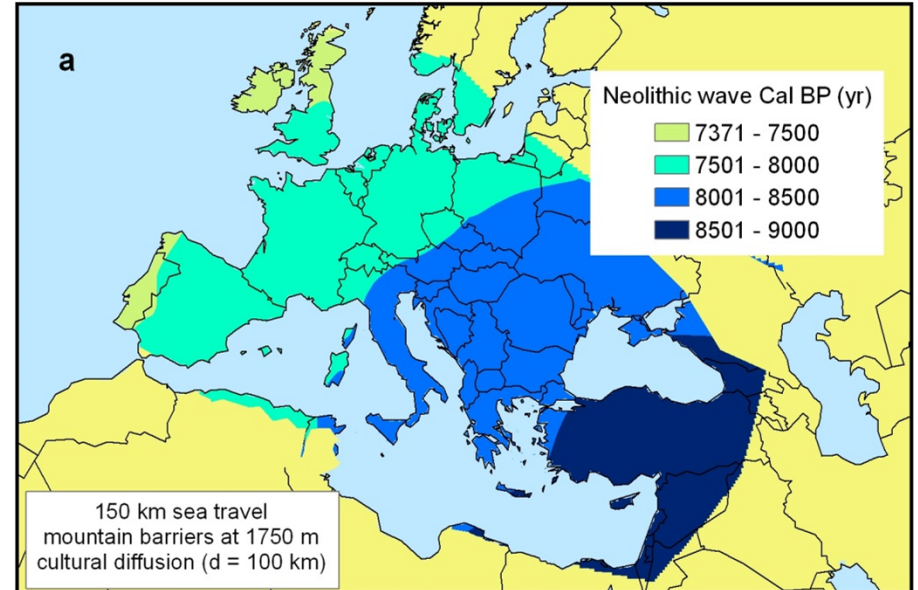 a
Neolithic wave Cal BP (yr)
7371 - 7500
7501 - 8000
8001 - 8500
8501 - 9000
150 km sea travel
mountain barriers at 1750 m
cultural diffusion (d = 100 km)